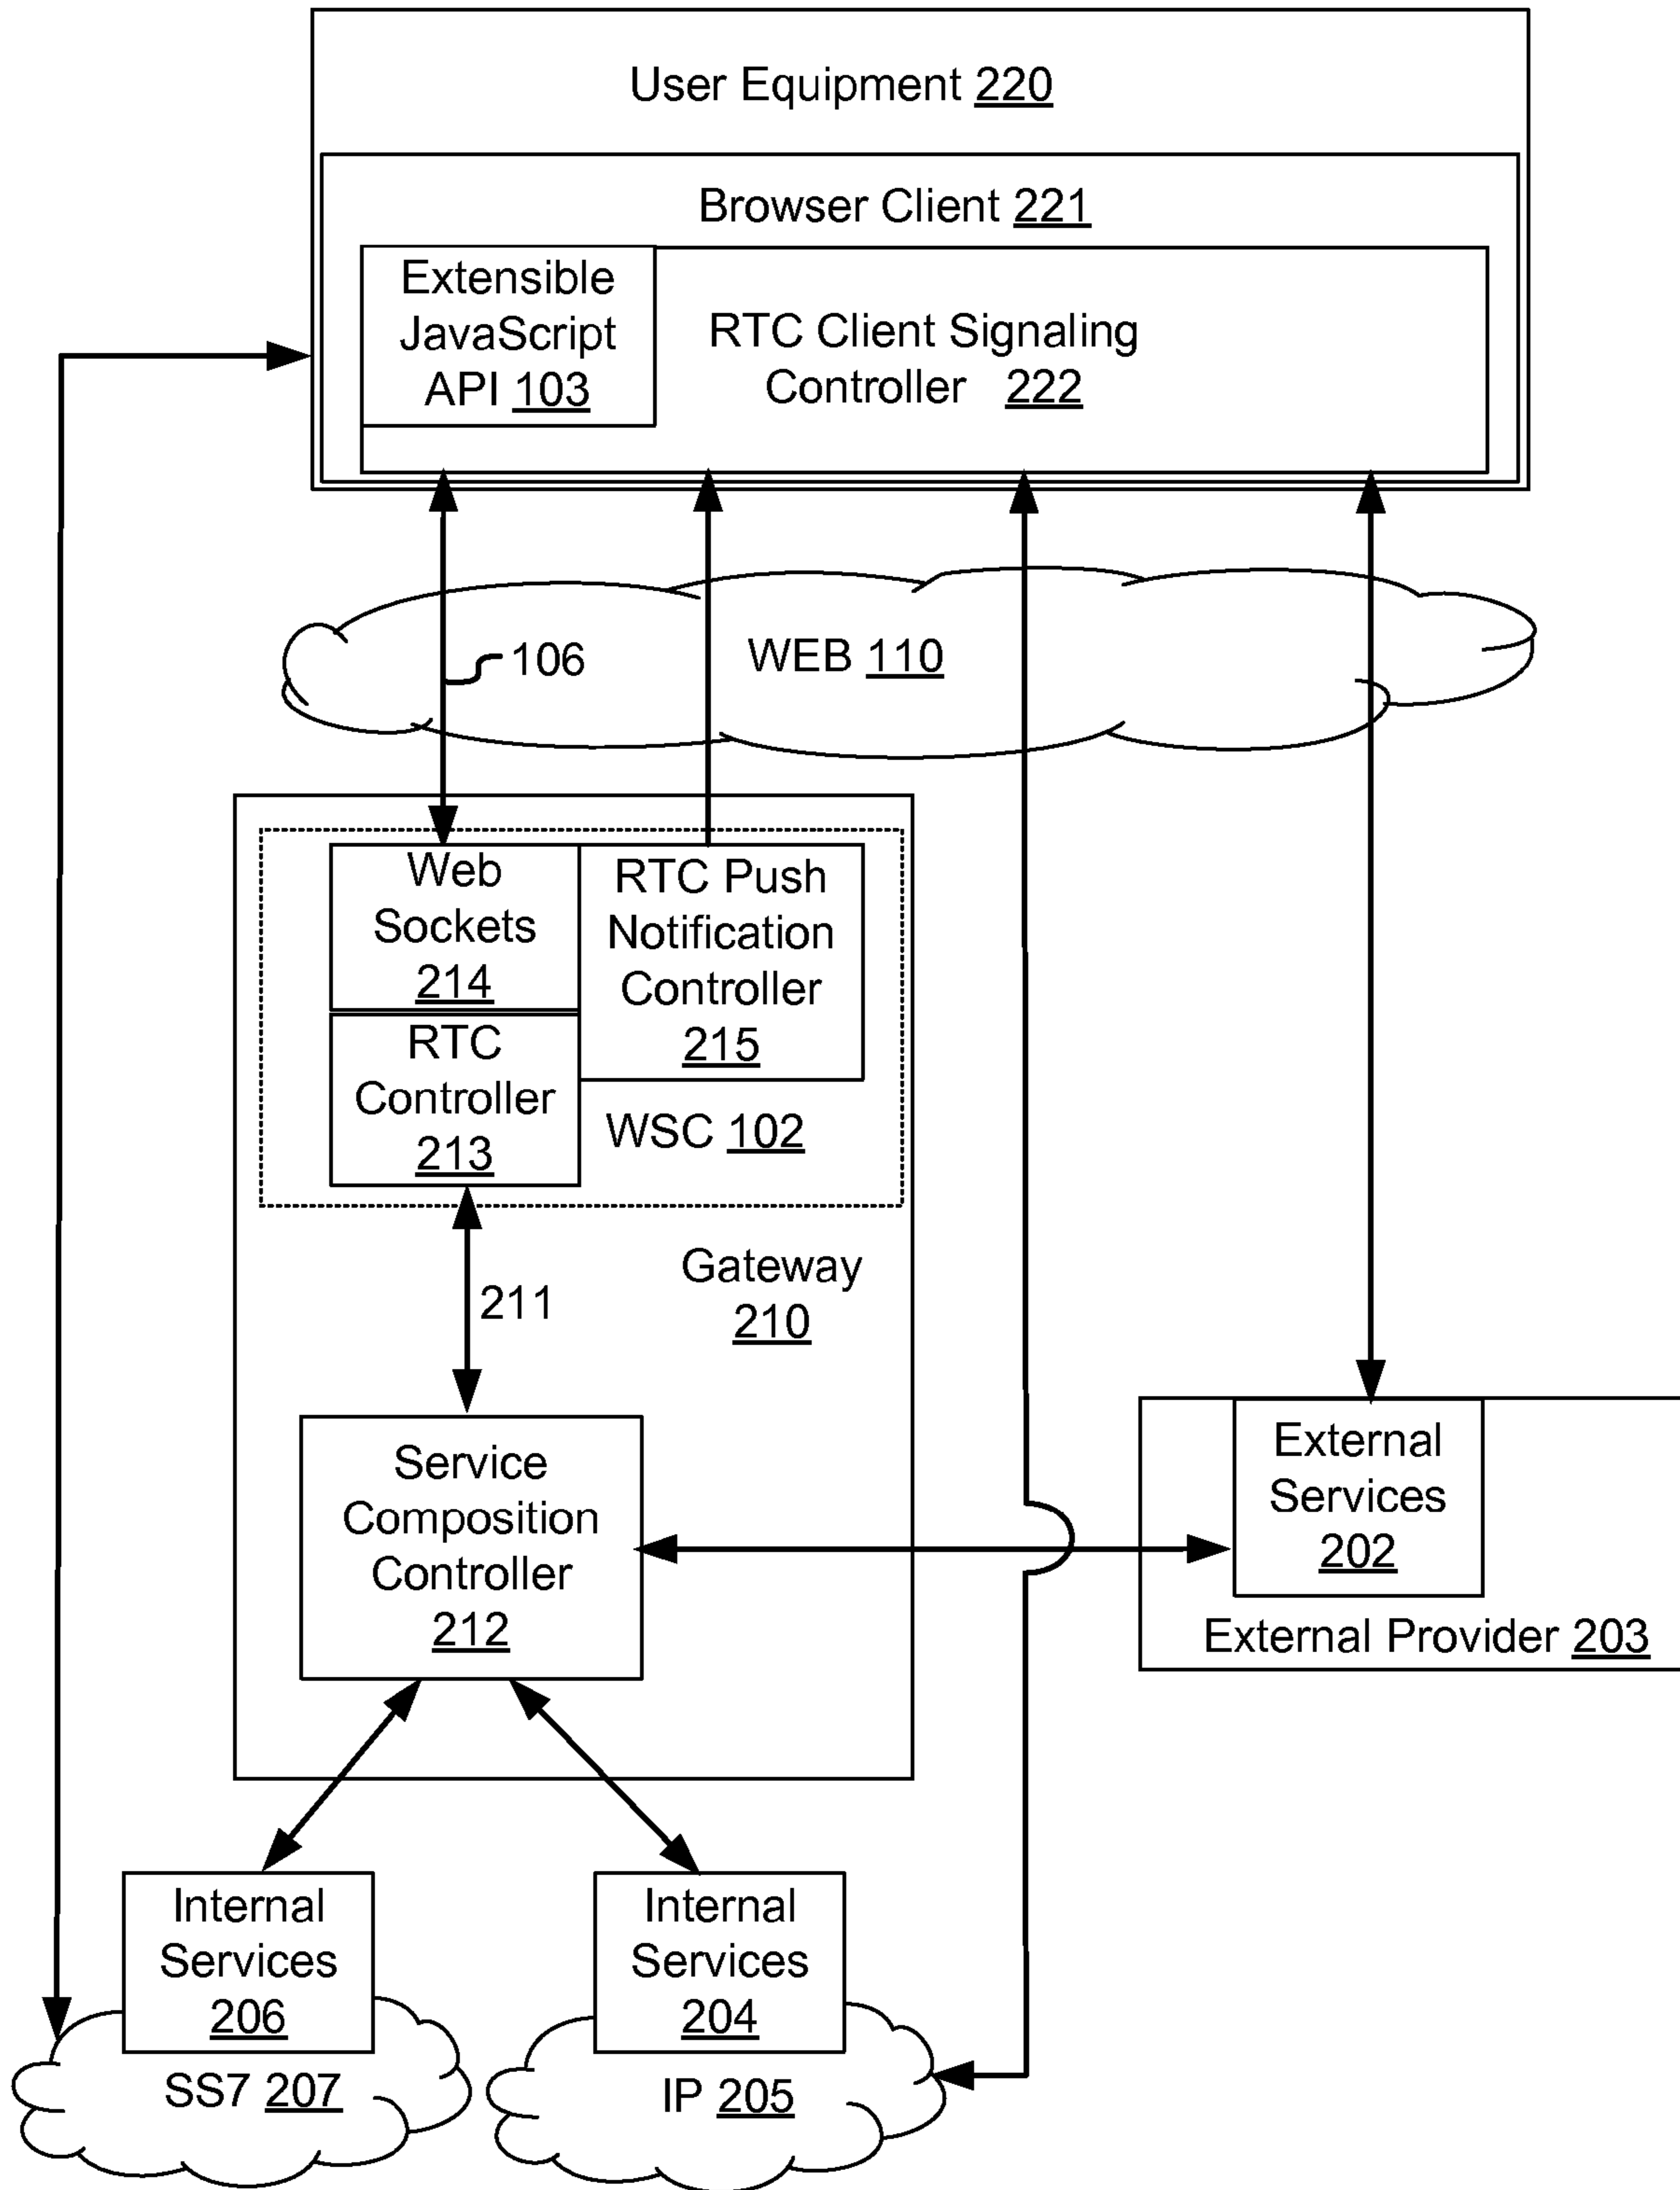 User Equipment 220
Browser Client 221
Extensible
JavaScript
API 103
RTC Client Signaling
Controller 222
106
WEB 110
Web
Sockets
214
RTC Push
Notification
Controller
215
RTC
Controller
213
WSC 102
211
Gateway
210
Service
Composition
Controller
212
External
Services
202
External Provider 203
Internal
Services
206
SS7 207
Internal
Services
204
IP 205